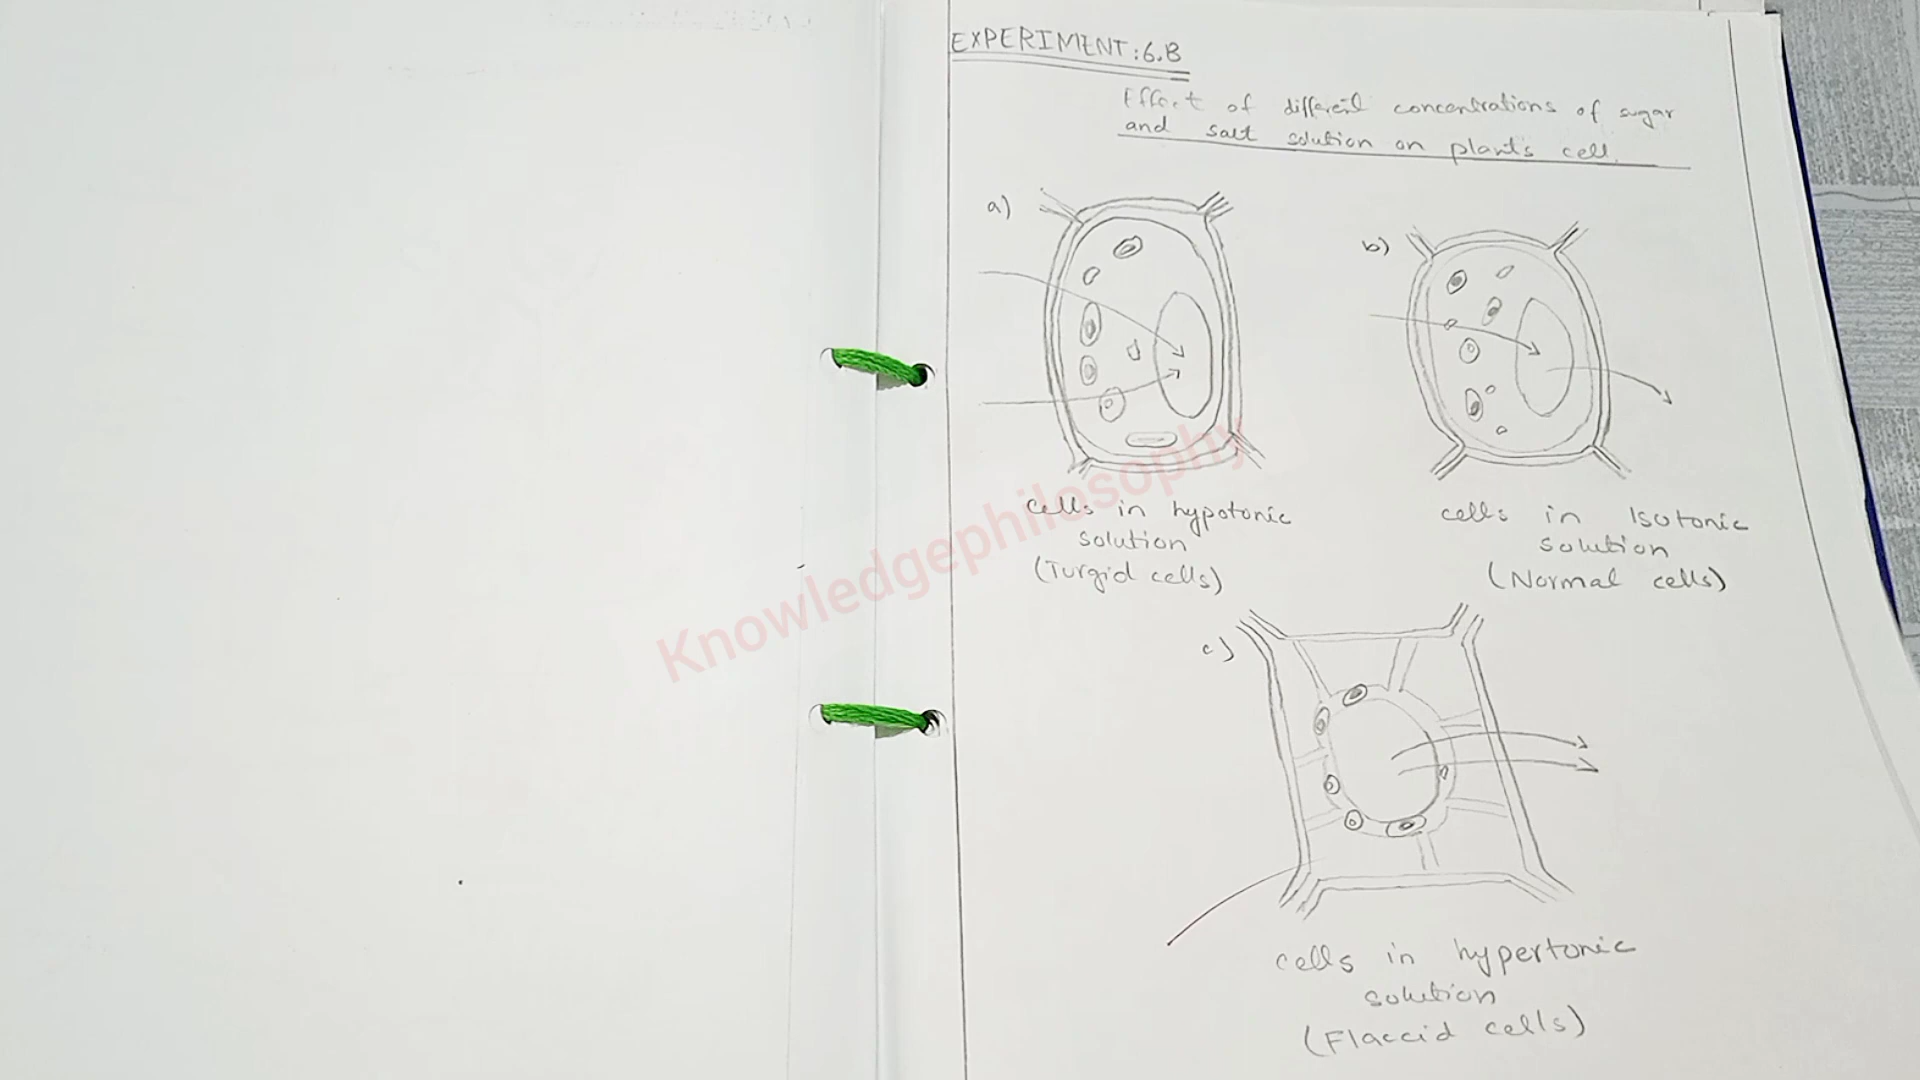 EXPERIMENT: 6.B
Effect of different concentrations of sugar
and salt solution on plants cell.
a)
b)
cells in hypotonic
solution
(Turgid cells)
cells in Isotonic
solution
(Normal cells)
c)
cells in hypertonic
solution
(Flaccid cells)
Knowledgephilosophy